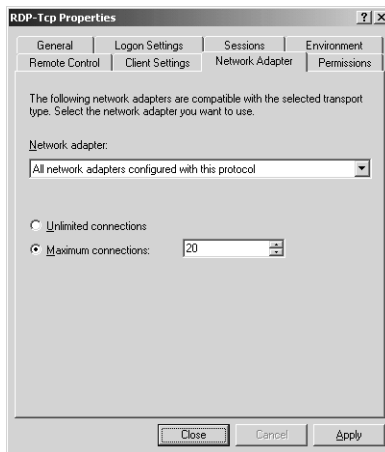 RDP-Tcp Properties
General Logon Settings Sessions Environment
Remote Control Client Settings Network Adapter Permissions
The following network adapters are compatible with the selected transport
type. Select the network adapter you want to use.
Network adapter:
All network adapters configured with this protocol
Unlimited connections
Maximum connections: 20
Close Cancel Apply